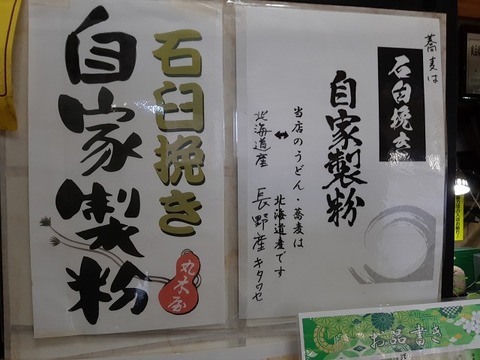 石臼挽き
自家製粉
丸木屋
蕎麦は
石臼挽き
自家製粉
当店のうどん・蕎麦は
北海道産です
北海道産 ↔ 長野産キタワセ
お品書き